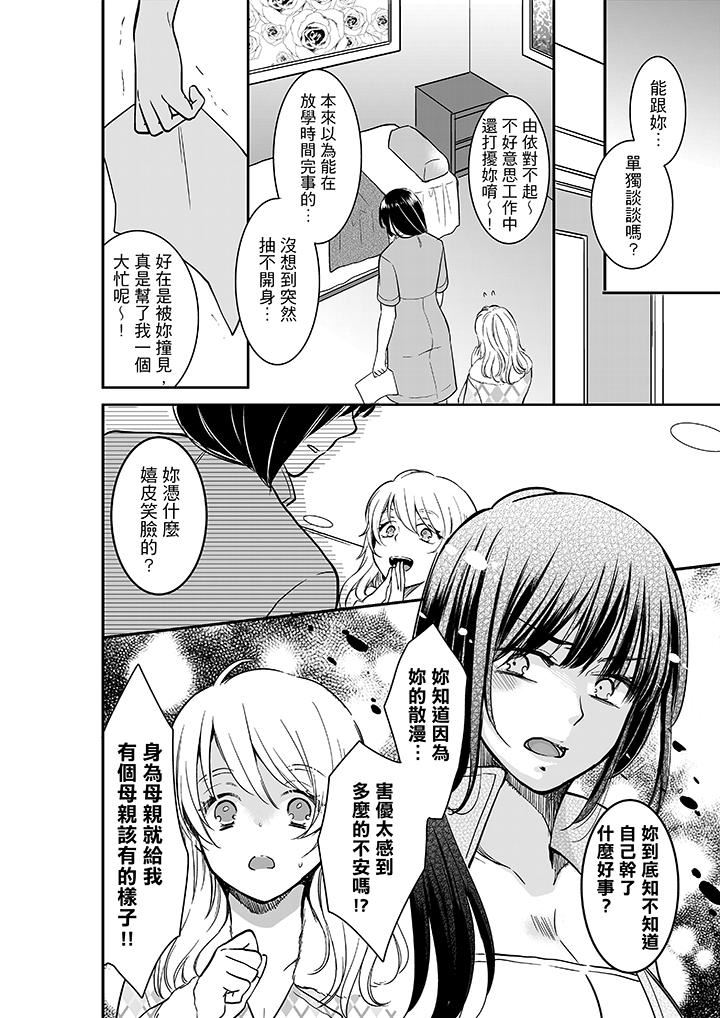 能跟妳…
單獨談談嗎？
由依對不起～
不好意思工作中
還打擾妳唷～！
本來以為能在
放學時間完事的…
沒想到突然
抽不開身…
好在是被妳撞見，
真是幫了我一個
大忙呢～！
妳憑什麼
嬉皮笑臉的？
妳到底知不知道
自己幹了
什麼好事？
妳知道因為
妳的散漫…
害優太感到
多麼的不安嗎!?
身為母親就給我
有個母親該有的樣子!!